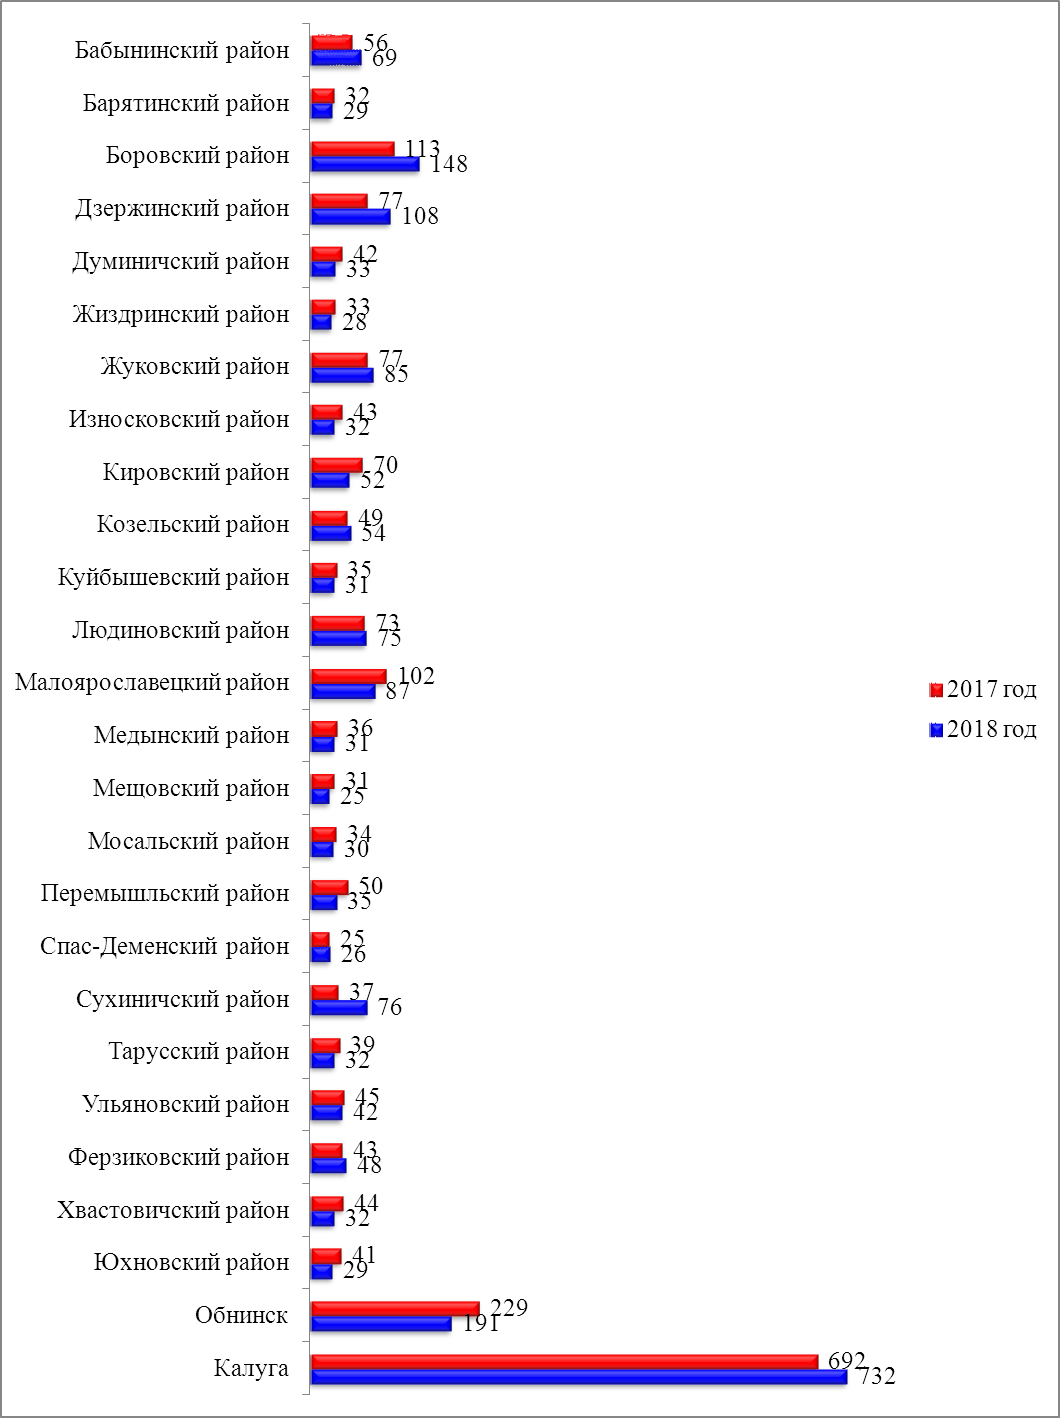 Бабынинский район 56
69
Барятинский район 32
29
Боровский район 113
148
Дзержинский район 77
108
Думиничский район 42
33
Жиздринский район 33
28
Жуковский район 77
85
Износковский район 43
32
Кировский район 70
52
Козельский район 49
54
Куйбышевский район 35
31
Людиновский район 73
75
Малоярославецкий район 102
87
Медынский район 36
31
Мещовский район 31
25
Мосальский район 34
30
Перемышльский район 50
35
Спас-Деменский район 25
26
Сухиничский район 37
76
Тарусский район 39
32
Ульяновский район 45
42
Ферзиковский район 43
48
Хвастовичский район 44
32
Юхновский район 41
29
Обнинск 229
191
Калуга 692
732
2017 год
2018 год